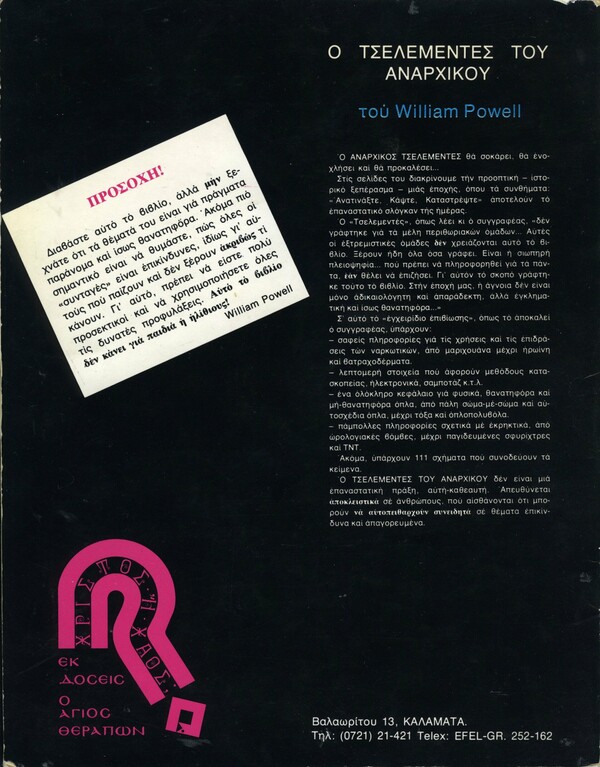 Ο ΤΣΕΛΕΜΕΝΤΕΣ ΤΟΥ
ΑΝΑΡΧΙΚΟΥ
τού William Powell
ΠΡΟΣΟΧΗ!
Διαβάστε αὐτό τό βιβλίο, ἀλλά μήν ξε-
χνάτε ὅτι τά θέματά του εἶναι γιά πράγματα
παράνομα καί ἴσως θανατηφόρα. Ἀκόμα πιό
σημαντικό εἶναι νά θυμᾶστε, πώς ὅλες οἱ
«συνταγές» εἶναι ἐπικίνδυνες, ἰδίως γι' αὐ-
τούς πού παίζουν καί δέν ξέρουν ἀκριβῶς τί
κάνουν. Γι' αὐτό, πρέπει νά εἶστε πολύ
προσεκτικοί καί νά χρησιμοποιήσετε ὅλες
τίς δυνατές προφυλάξεις. Αὐτό τό βιβλίο
δέν κάνει γιά παιδιά ἤ ἠλίθιους!
William Powell
Ὁ ΑΝΑΡΧΙΚΟΣ ΤΣΕΛΕΜΕΝΤΕΣ θά σοκάρει, θά ἐνο-
χλήσει καί θά προκαλέσει...
Στίς σελίδες του διακρίνουμε τήν προοπτική – ἱστο-
ρικό ξεπέρασμα – μιᾶς ἐποχῆς, ὅπου τά συνθήματα:
«Ἀνατινᾶξτε, Κάψτε, Καταστρέψτε» ἀποτελοῦν τό
ἐπαναστατικό σλόγκαν τῆς ἡμέρας.
Ὁ «Τσελεμεντές», ὅπως λέει κι ὁ συγγραφέας, «δέν
γράφτηκε γιά τά μέλη περιθωριακῶν ὁμάδων... Αὐτές
οἱ ἐξτρεμιστικές ὁμάδες δέν χρειάζονται αὐτό τό βι-
βλίο. Ξέρουν ἤδη ὅλα ὅσα γράφει. Εἶναι ἡ σιωπηρή
πλειοψηφία... πού πρέπει νά πληροφορηθεῖ γιά τά πάν-
τα, ἐάν θέλει νά ἐπιζήσει. Γι' αὐτόν τό σκοπό γράφτη-
κε τοῦτο τό βιβλίο. Στήν ἐποχή μας, ἡ ἄγνοια δέν εἶναι
μόνο ἀδικαιολόγητη καί ἀπαράδεκτη, ἀλλά ἐγκλημα-
τική καί ἴσως θανατηφόρα...»
Σ' αὐτό τό «ἐγχειρίδιο ἐπιβίωσης», ὅπως τό ἀποκαλεῖ
ὁ συγγραφέας, ὑπάρχουν:
– σαφεῖς πληροφορίες γιά τίς χρήσεις καί τίς ἐπιδρά-
σεις τῶν ναρκωτικῶν, ἀπό μαριχουάνα μέχρι ἡρωίνη
καί βατραχοδέρματα.
– λεπτομερῆ στοιχεῖα πού ἀφοροῦν μεθόδους κατα-
σκοπείας, ἠλεκτρονικά, σαμποτάζ κ.τ.λ.
– ἕνα ὁλόκληρο κεφάλαιο γιά φυσικά, θανατηφόρα καί
μή-θανατηφόρα ὅπλα, ἀπό πάλη σῶμα-μέ-σῶμα καί αὐ-
τοσχέδια ὅπλα, μέχρι τόξα καί ὁπλοπολυβόλα.
– πάμπολλες πληροφορίες σχετικά μέ ἐκρηκτικά, ἀπό
ὡρολογιακές βόμβες, μέχρι παγιδευμένες σφυρίχτρες
καί ΤΝΤ.
Ἀκόμα, ὑπάρχουν 111 σχήματα πού συνοδεύουν τά
κείμενα.
Ο ΤΣΕΛΕΜΕΝΤΕΣ ΤΟΥ ΑΝΑΡΧΙΚΟΥ δέν εἶναι μιά
ἐπαναστατική πράξη, αὐτή-καθεαυτή. Ἀπευθύνεται
ἀποκλειστικά σέ ἀνθρώπους, πού αἰσθάνονται ὅτι μπο-
ροῦν νά αὐτοπειθαρχοῦν συνειδητά σέ θέματα ἐπικίν-
δυνα καί ἀπαγορευμένα.
ΧΡΙΣΤΟΣ·Η·ΧΑΟΣ;
ΕΚ
ΔΟΣΕΙΣ
Ο
ΑΓΙΟΣ
ΘΕΡΑΠΩΝ
Βαλαωρίτου 13, ΚΑΛΑΜΑΤΑ.
Τηλ: (0721) 21-421 Telex: EFEL-GR. 252-162